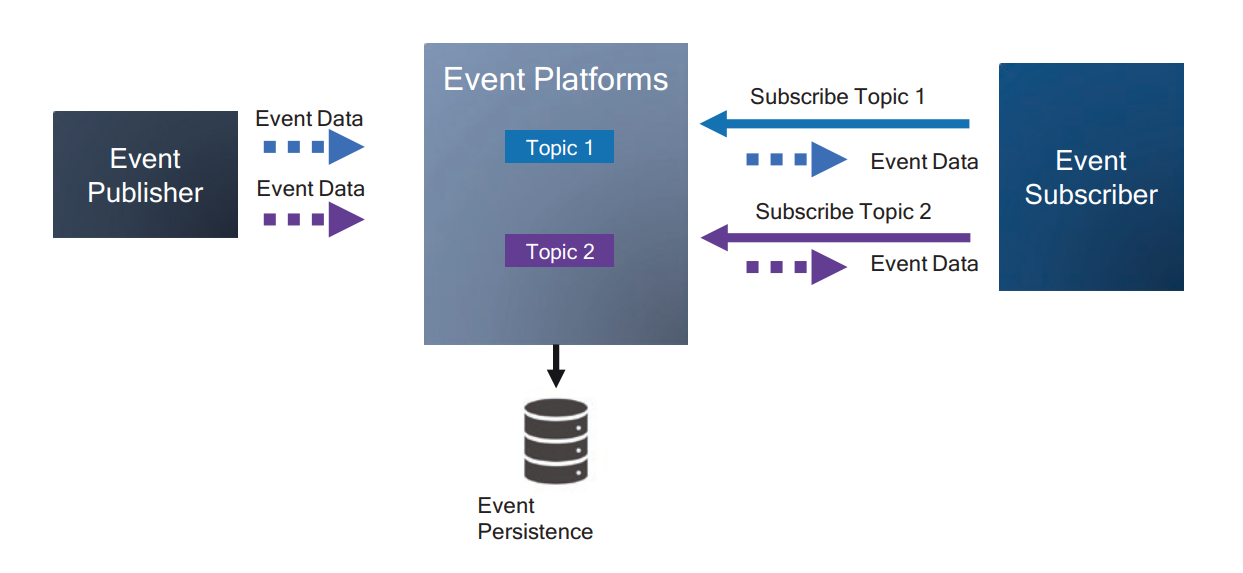 Event Platforms
Subscribe Topic 1
Event Data
Event
Publisher
Topic 1
Event Data
Event
Subscriber
Event Data
Subscribe Topic 2
Topic 2
Event Data
Event
Persistence